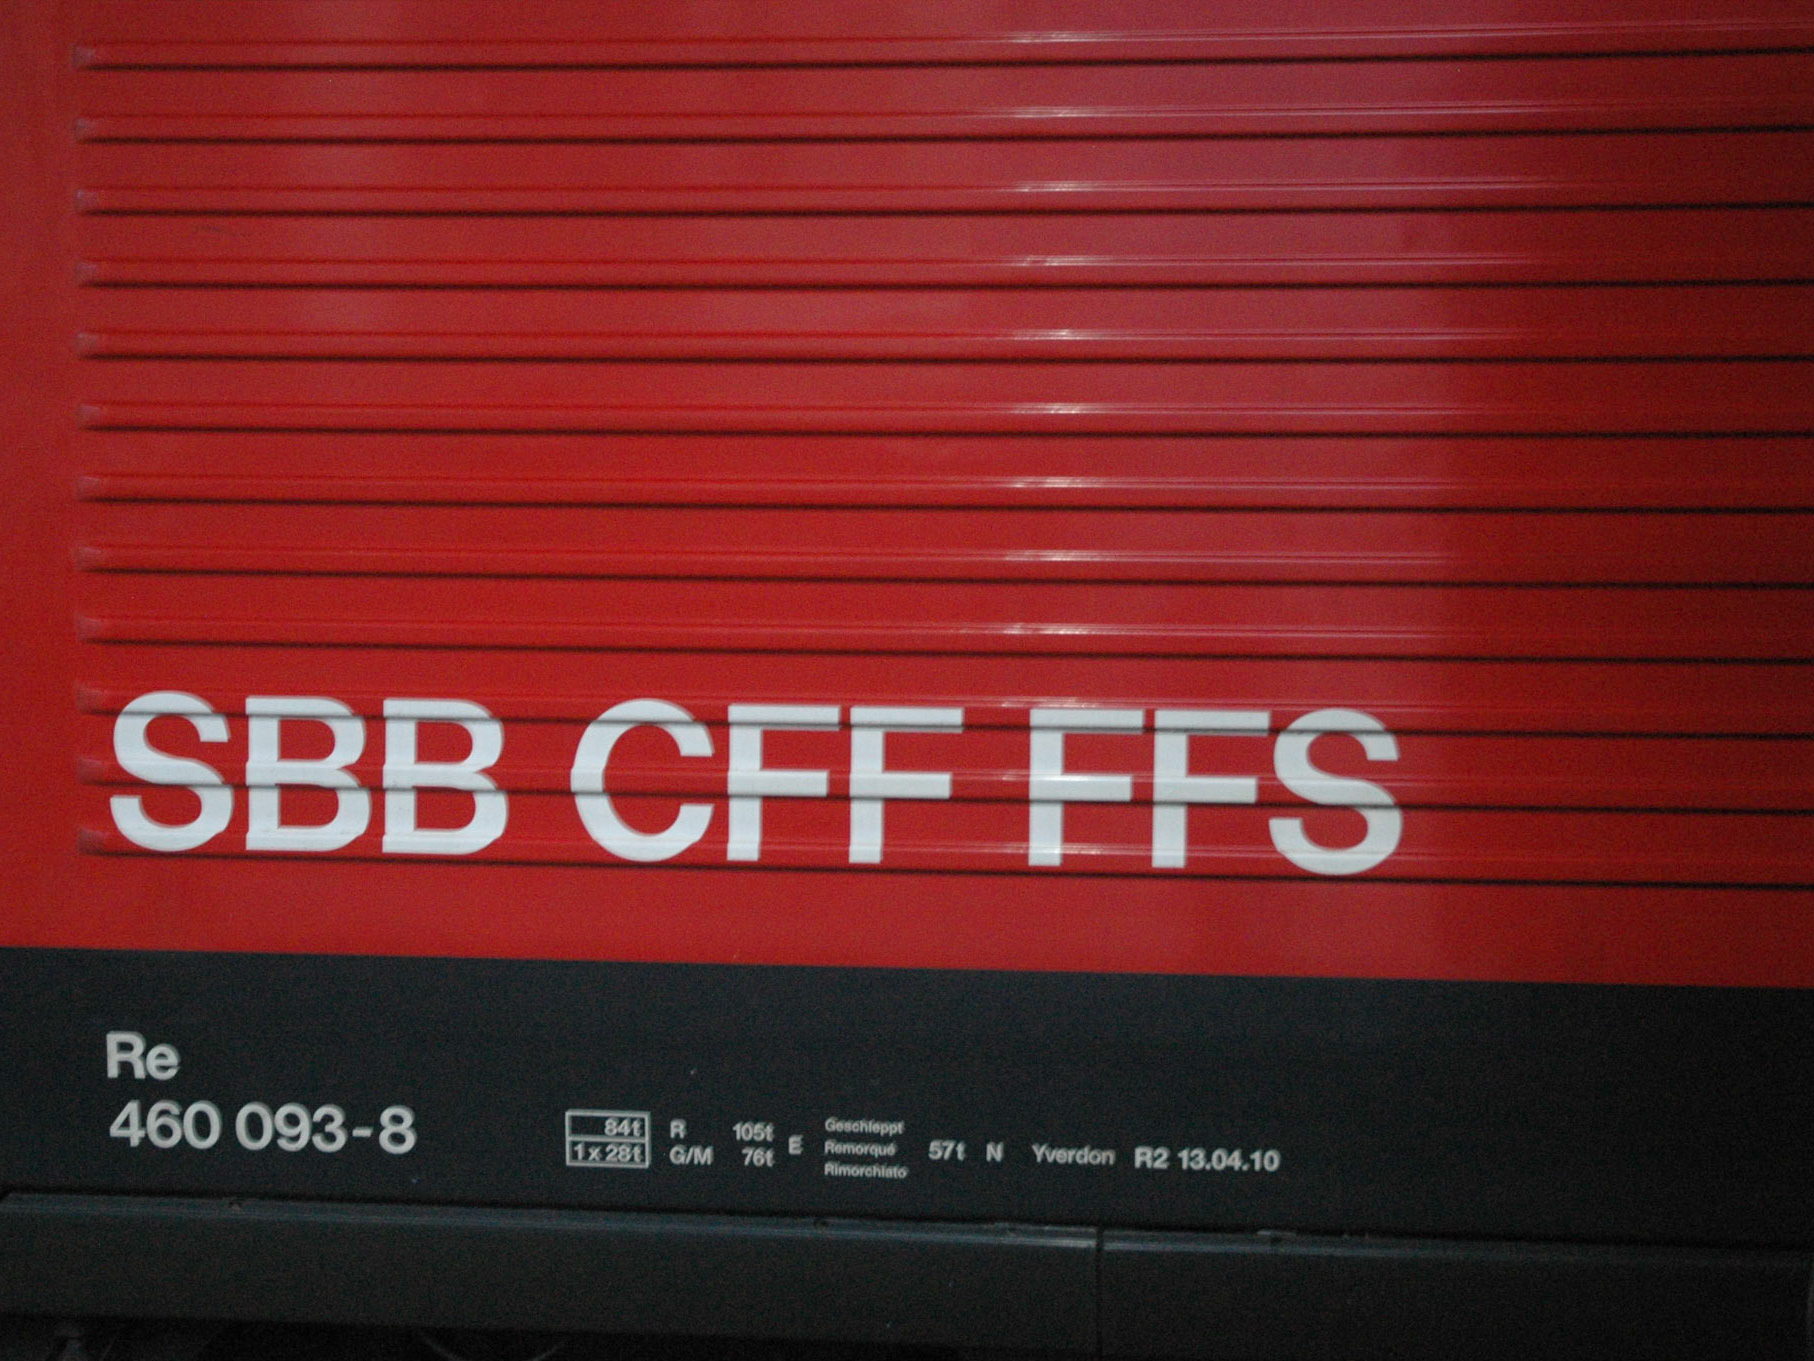 SBB CFF FFS
Re
460 093-8
84t
1x28t
R 105t
G/M 76t
E
Geschleppt
Remorqué
Rimorchiato
57t N Yverdon R2 13.04.10